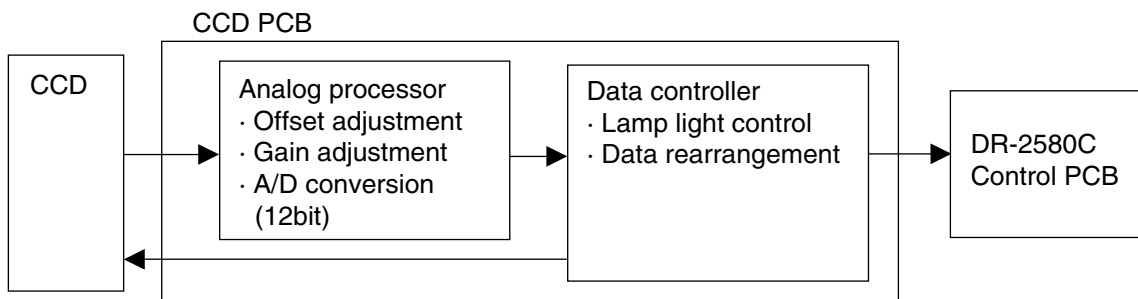 CCD PCB
CCD
Analog processor
· Offset adjustment
· Gain adjustment
· A/D conversion
(12bit)
Data controller
· Lamp light control
· Data rearrangement
DR-2580C
Control PCB